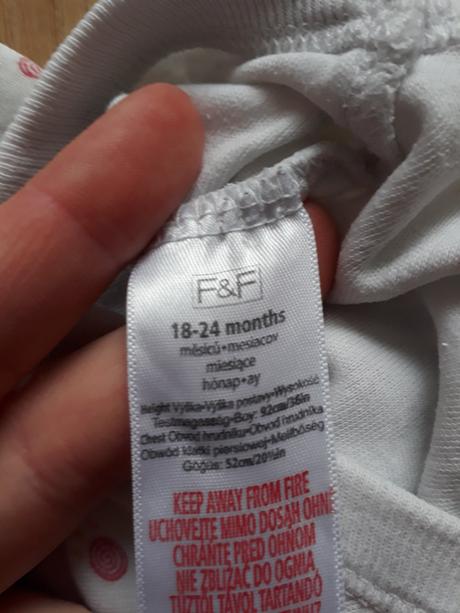 F&F
18-24 months
měsíců•mesiacov
miesiące
hónap•ay
Height Výška•Výška postavy•Wysokość
Testmagasság•Boy: 92cm/36in
Chest Obvod hrudníku•Obvod hrudníka
Obwód klatki piersiowej•Mellbőség
Göğüs: 52cm/20½in
KEEP AWAY FROM FIRE
UCHOVEJTE MIMO DOSAH OHNĚ
CHRÁŇTE PRED OHŇOM
NIE ZBLIŻAĆ DO OGNIA
TŰZTŐL TÁVOL TARTANDÓ